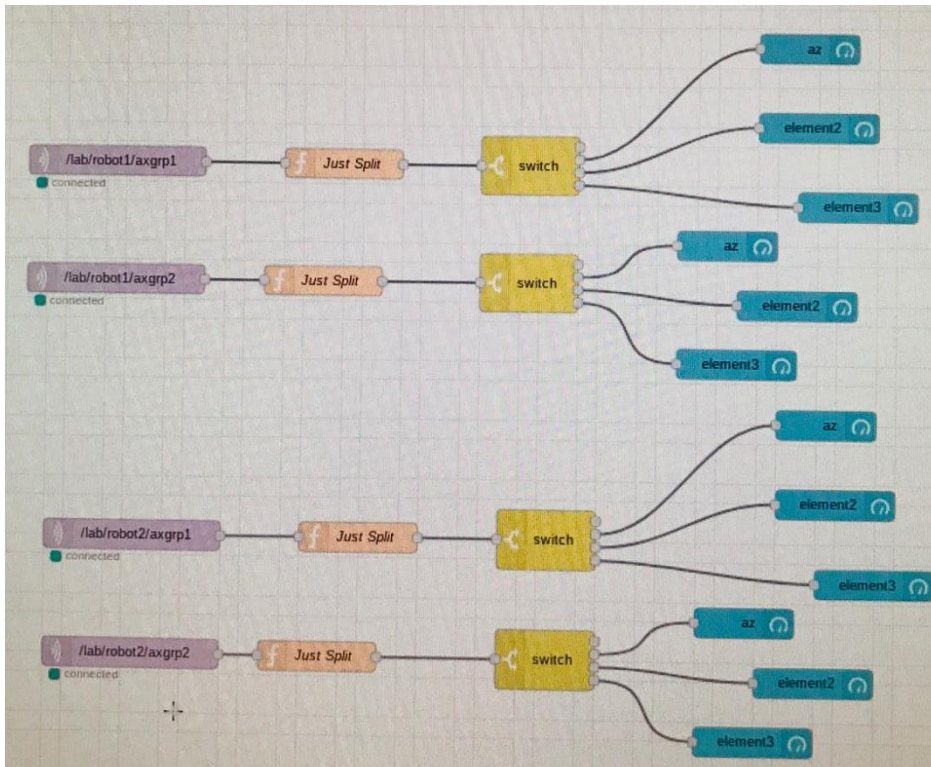 az
element2
/lab/robot1/axgrp1
Just Split
switch
connected
element3
az
/lab/robot1/axgrp2
Just Split
switch
connected
element2
element3
az
element2
/lab/robot2/axgrp1
Just Split
switch
connected
element3
az
/lab/robot2/axgrp2
Just Split
switch
connected
element2
element3